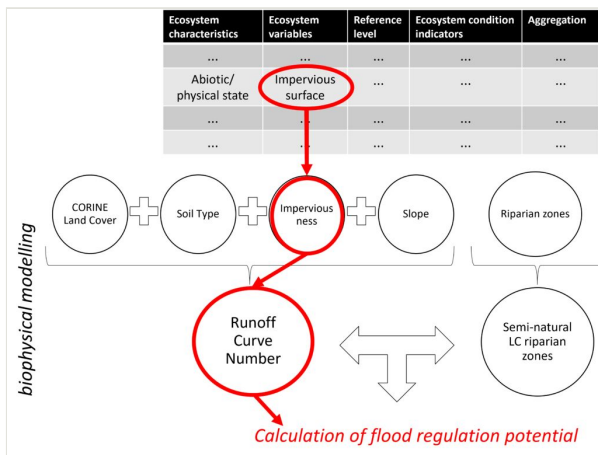 Ecosystem characteristics
Ecosystem variables
Reference level
Ecosystem condition indicators
Aggregation
... ... ... ... ...
Abiotic/ physical state
Impervious surface
... ... ...
... ... ... ... ...
... ... ... ... ...
CORINE
Land Cover
Soil Type
Impervious
ness
Slope
Riparian zones
biophysical modelling
Runoff
Curve
Number
Semi-natural
LC riparian
zones
Calculation of flood regulation potential